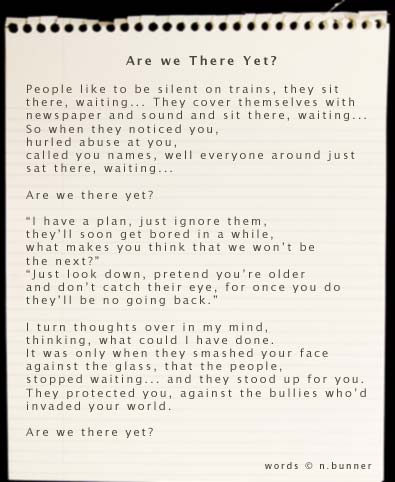 Are we There Yet?
People like to be silent on trains, they sit
there, waiting... They cover themselves with
newspaper and sound and sit there, waiting...
So when they noticed you,
hurled abuse at you,
called you names, well everyone around just
sat there, waiting...
Are we there yet?
“I have a plan, just ignore them,
they’ll soon get bored in a while,
what makes you think that we won’t be
the next?”
“Just look down, pretend you’re older
and don’t catch their eye, for once you do
they’ll be no going back.”
I turn thoughts over in my mind,
thinking, what could I have done.
It was only when they smashed your face
against the glass, that the people,
stopped waiting... and they stood up for you.
They protected you, against the bullies who’d
invaded your world.
Are we there yet?
words © n.bunner